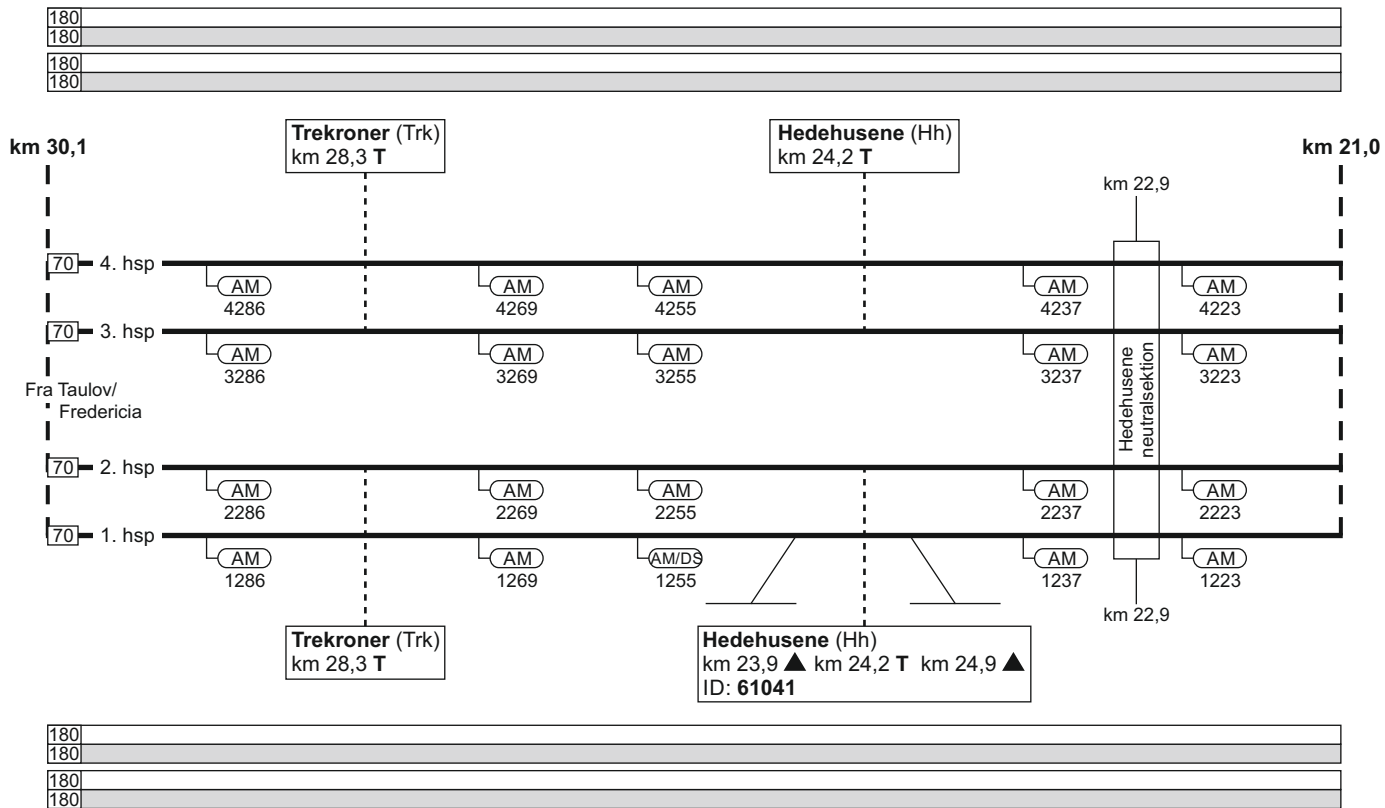 180
180
180
180
Trekroner (Trk)
km 28,3 T
Hedehusene (Hh)
km 24,2 T
km 30,1
km 21,0
km 22,9
70 4. hsp
AM AM AM AM AM
4286 4269 4255 4237 4223
70 3. hsp
AM AM AM AM AM
3286 3269 3255 3237 3223
Hedehusene
neutralsektion
Fra Taulov/
Fredericia
70 2. hsp
AM AM AM AM AM
2286 2269 2255 2237 2223
70 1. hsp
AM AM AM/DS AM AM
1286 1269 1255 1237 1223
km 22,9
Trekroner (Trk)
km 28,3 T
Hedehusene (Hh)
km 23,9 ▲ km 24,2 T km 24,9 ▲
ID: 61041
180
180
180
180